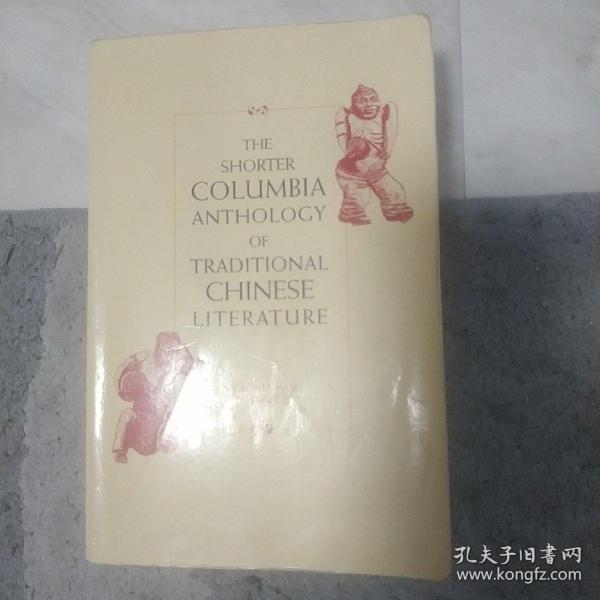 THE
SHORTER
COLUMBIA
ANTHOLOGY
OF
TRADITIONAL
CHINESE
LITERATURE
孔夫子旧书网
www.kongfz.com